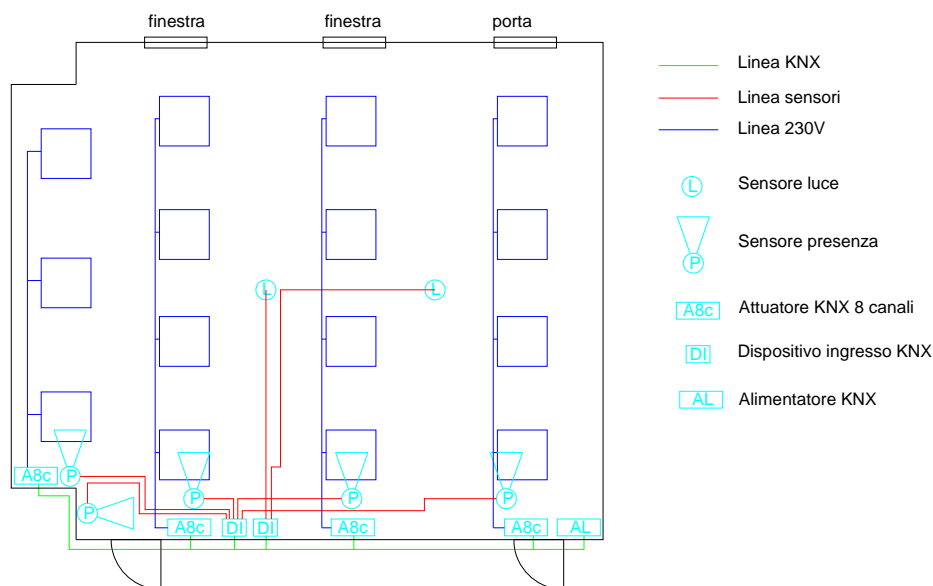 finestra finestra porta
Linea KNX
Linea sensori
Linea 230V
L Sensore luce
P Sensore presenza
A8c Attuatore KNX 8 canali
DI Dispositivo ingresso KNX
AL Alimentatore KNX
L L
A8c P
P P P P
A8c DI DI A8c A8c AL